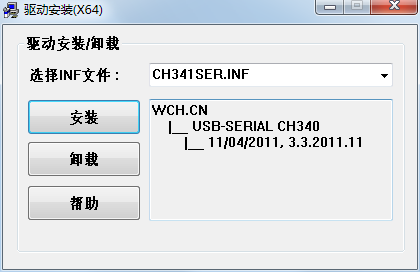 驱动安装(X64)
驱动安装/卸载
选择INF文件： CH341SER.INF
安装
WCH.CN
|__ USB-SERIAL CH340
|__ 11/04/2011, 3.3.2011.11
卸载
帮助